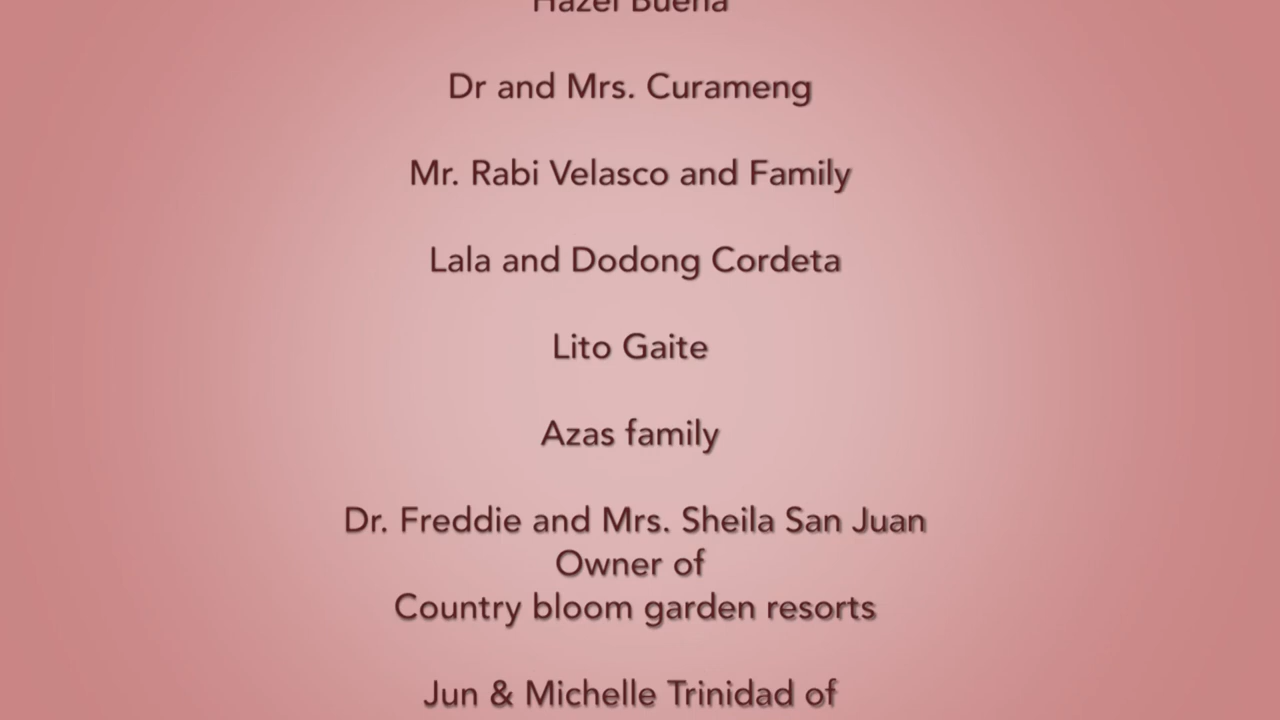 Hazel Buena
Dr and Mrs. Curameng
Mr. Rabi Velasco and Family
Lala and Dodong Cordeta
Lito Gaite
Azas family
Dr. Freddie and Mrs. Sheila San Juan
Owner of
Country bloom garden resorts
Jun & Michelle Trinidad of